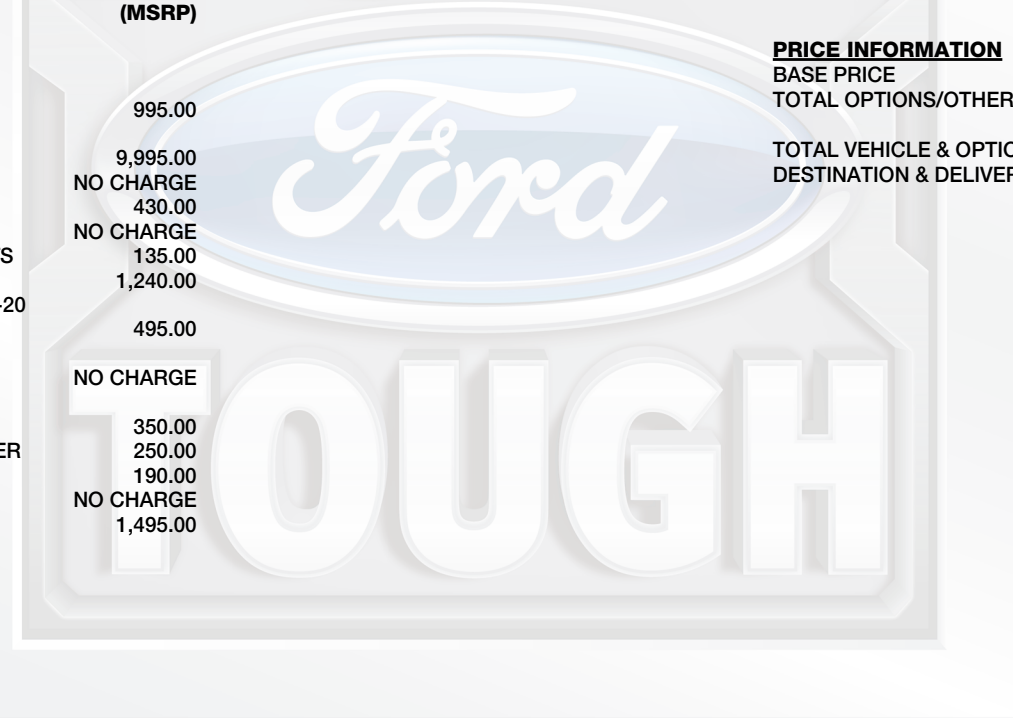 (MSRP)
995.00
9,995.00
NO CHARGE
430.00
NO CHARGE
135.00
1,240.00
-20
495.00
NO CHARGE
350.00
ER 250.00
190.00
NO CHARGE
1,495.00
PRICE INFORMATION
BASE PRICE
TOTAL OPTIONS/OTHER
TOTAL VEHICLE &
DESTINATION &
Ford
TOUGH